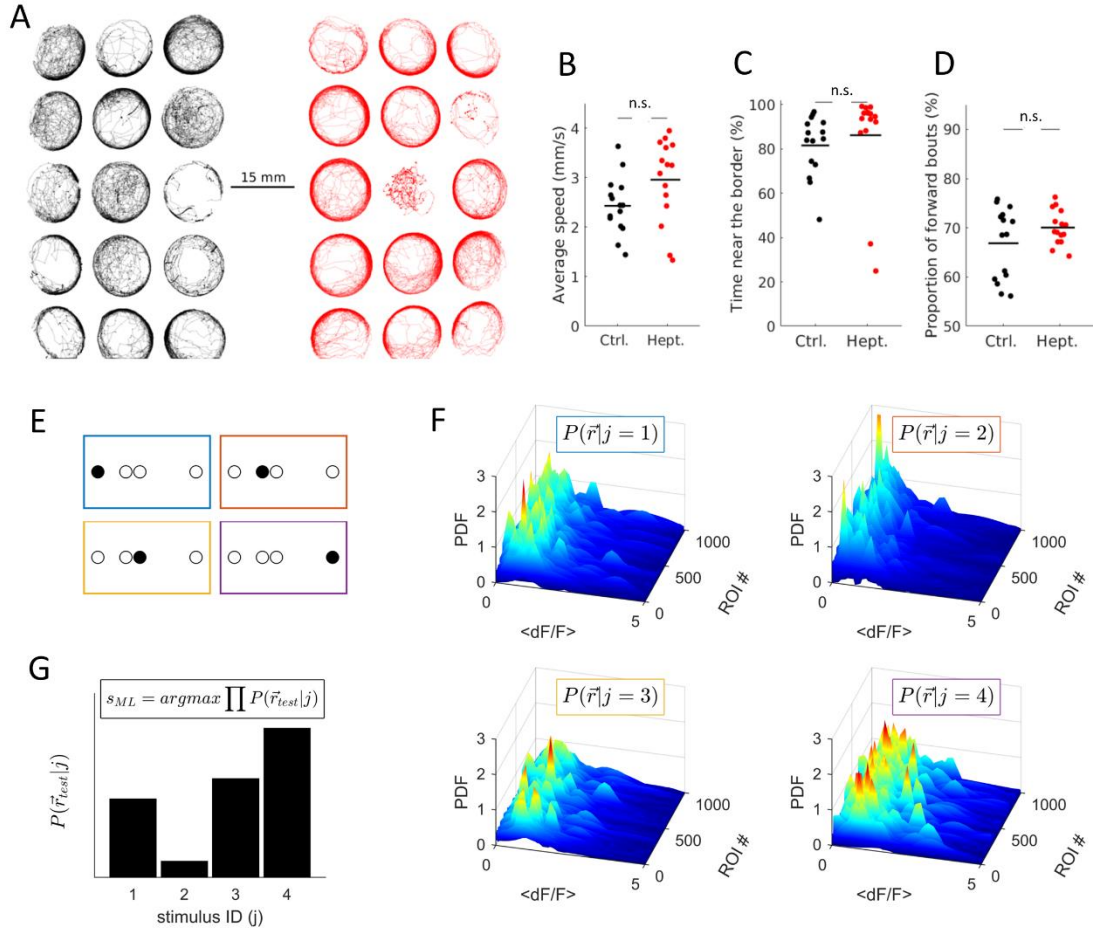 A
15 mm
B
n.s.
Average speed (mm/s)
4
3
2
1
0
Ctrl. Hept.
C
n.s.
Time near the border (%)
100
80
60
40
20
0
Ctrl. Hept.
D
n.s.
Proportion of forward bouts (%)
90
80
70
60
50
Ctrl. Hept.
E
F
P(r⃗|j = 1)
PDF
3
2
1
0
0
5
<dF/F>
0
500
1000
ROI #
P(r⃗|j = 2)
PDF
3
2
1
0
0
5
<dF/F>
0
500
1000
ROI #
P(r⃗|j = 3)
PDF
3
2
1
0
0
5
<dF/F>
0
500
1000
ROI #
P(r⃗|j = 4)
PDF
3
2
1
0
0
5
<dF/F>
0
500
1000
ROI #
G
s_ML = argmax ∏ P(r⃗_test|j)
P(r⃗_test|j)
1 2 3 4
stimulus ID (j)